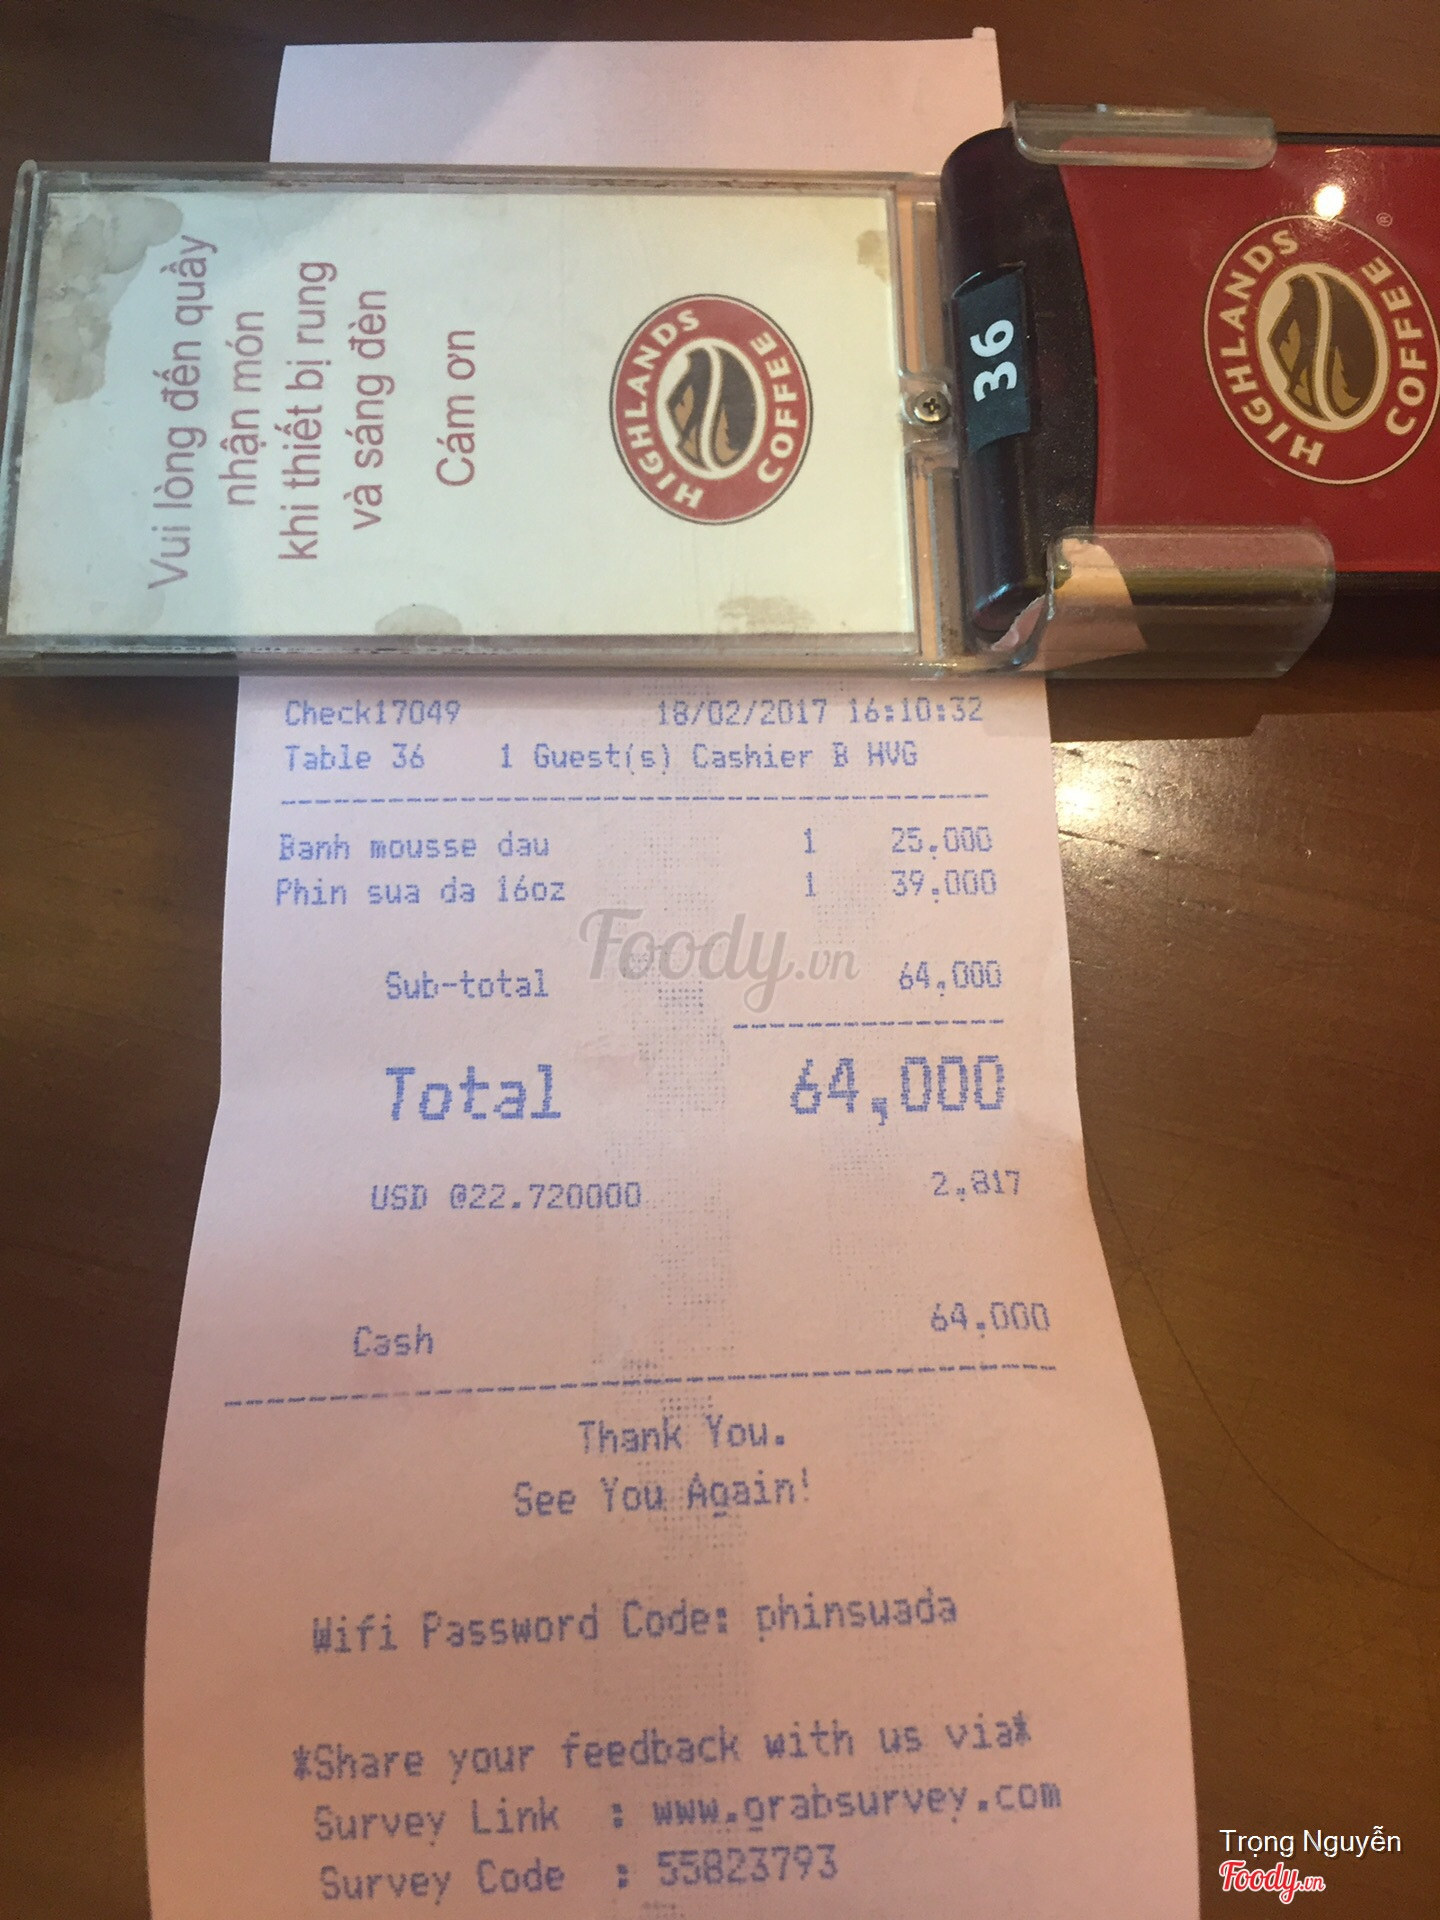 Vui lòng đến quầy
nhận món
khi thiết bị rung
và sáng đèn
Cám ơn
HIGHLANDS COFFEE
36
HIGHLANDS COFFEE ®
Check17049 18/02/2017 16:10:32
Table 36 1 Guest(s) Cashier B HVG
Banh mousse dau 1 25,000
Phin sua da 16oz 1 39,000
Sub-total 64,000
Total 64,000
USD @22.720000 2,817
Cash 64,000
Thank You.
See You Again!
Wifi Password Code: phinsuada
*Share your feedback with us via*
Survey Link : www.grabsurvey.com
Survey Code : 55823793
Foody.vn
Trọng Nguyễn
Foody.vn